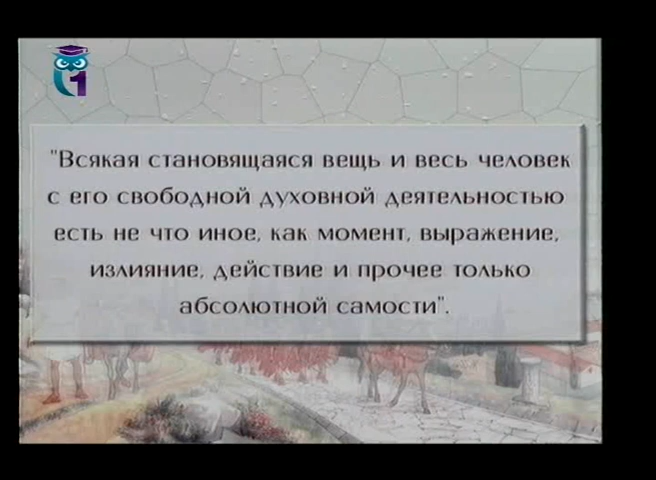 1
"Всякая становящаяся вещь и весь человек
с его свободной духовной деятельностью
есть не что иное, как момент, выражение,
излияние, действие и прочее только
абсолютной самости".